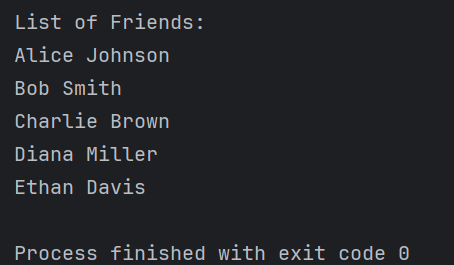 List of Friends:
Alice Johnson
Bob Smith
Charlie Brown
Diana Miller
Ethan Davis
Process finished with exit code 0